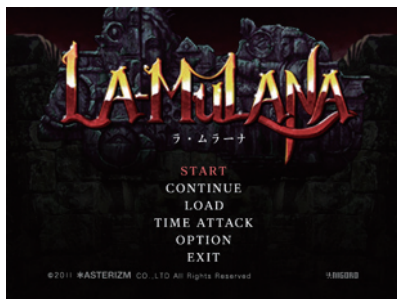 LA-MULANA
ラ・ムラーナ
START
CONTINUE
LOAD
TIME ATTACK
OPTION
EXIT
©2011 ✳ASTERIZM CO.,LTD All Rights Reserved
NIGORO